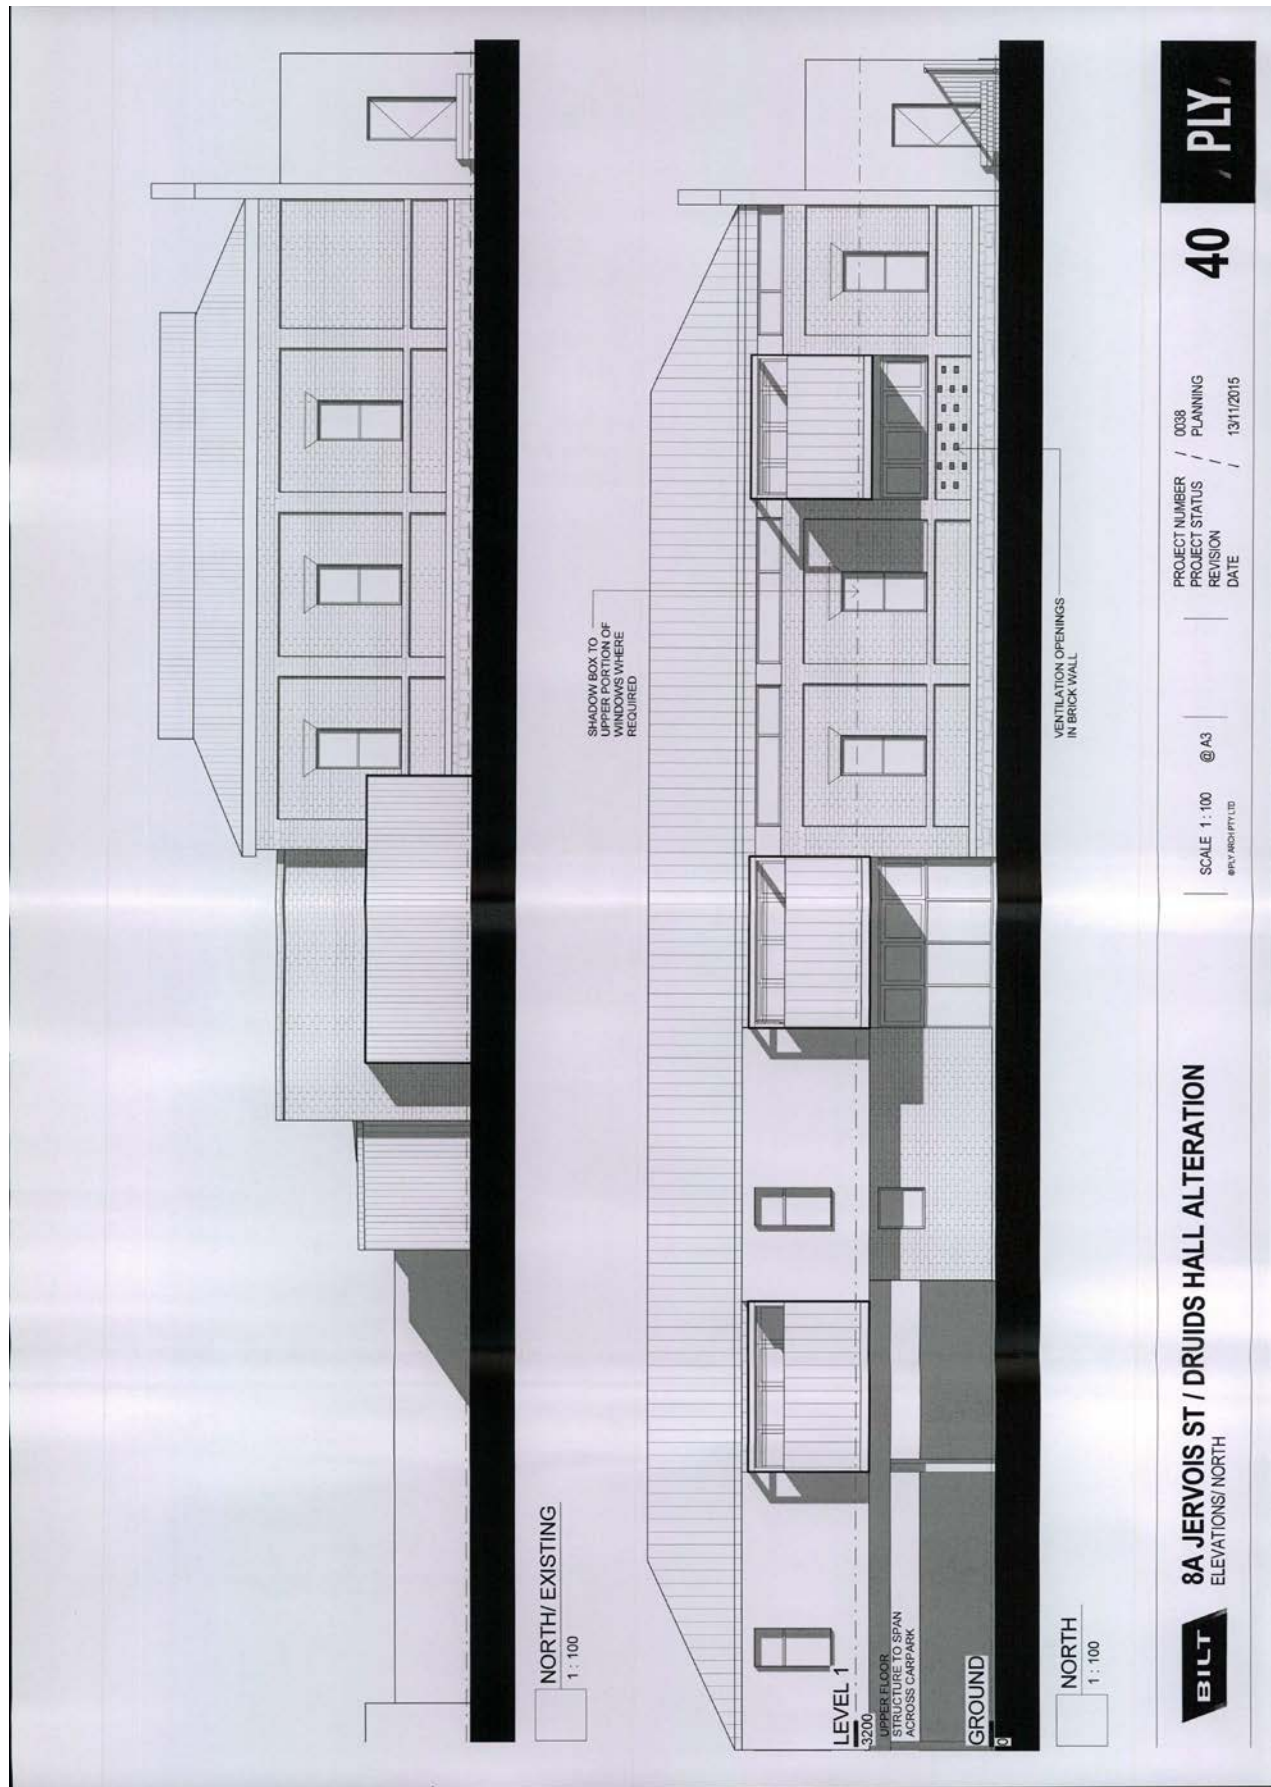 NORTH/ EXISTING
1 : 100
SHADOW BOX TO
UPPER PORTION OF
WINDOWS WHERE
REQUIRED
LEVEL 1
3200
UPPER FLOOR
STRUCTURE TO SPAN
ACROSS CARPARK
GROUND
0
VENTILATION OPENINGS
IN BRICK WALL
NORTH
1 : 100
BILT
8A JERVOIS ST / DRUIDS HALL ALTERATION
ELEVATIONS/ NORTH
SCALE 1 : 100 @ A3
© PLY ARCH PTY LTD
PROJECT NUMBER / 0038
PROJECT STATUS / PLANNING
REVISION /
DATE / 13/11/2015
40
/ PLY /